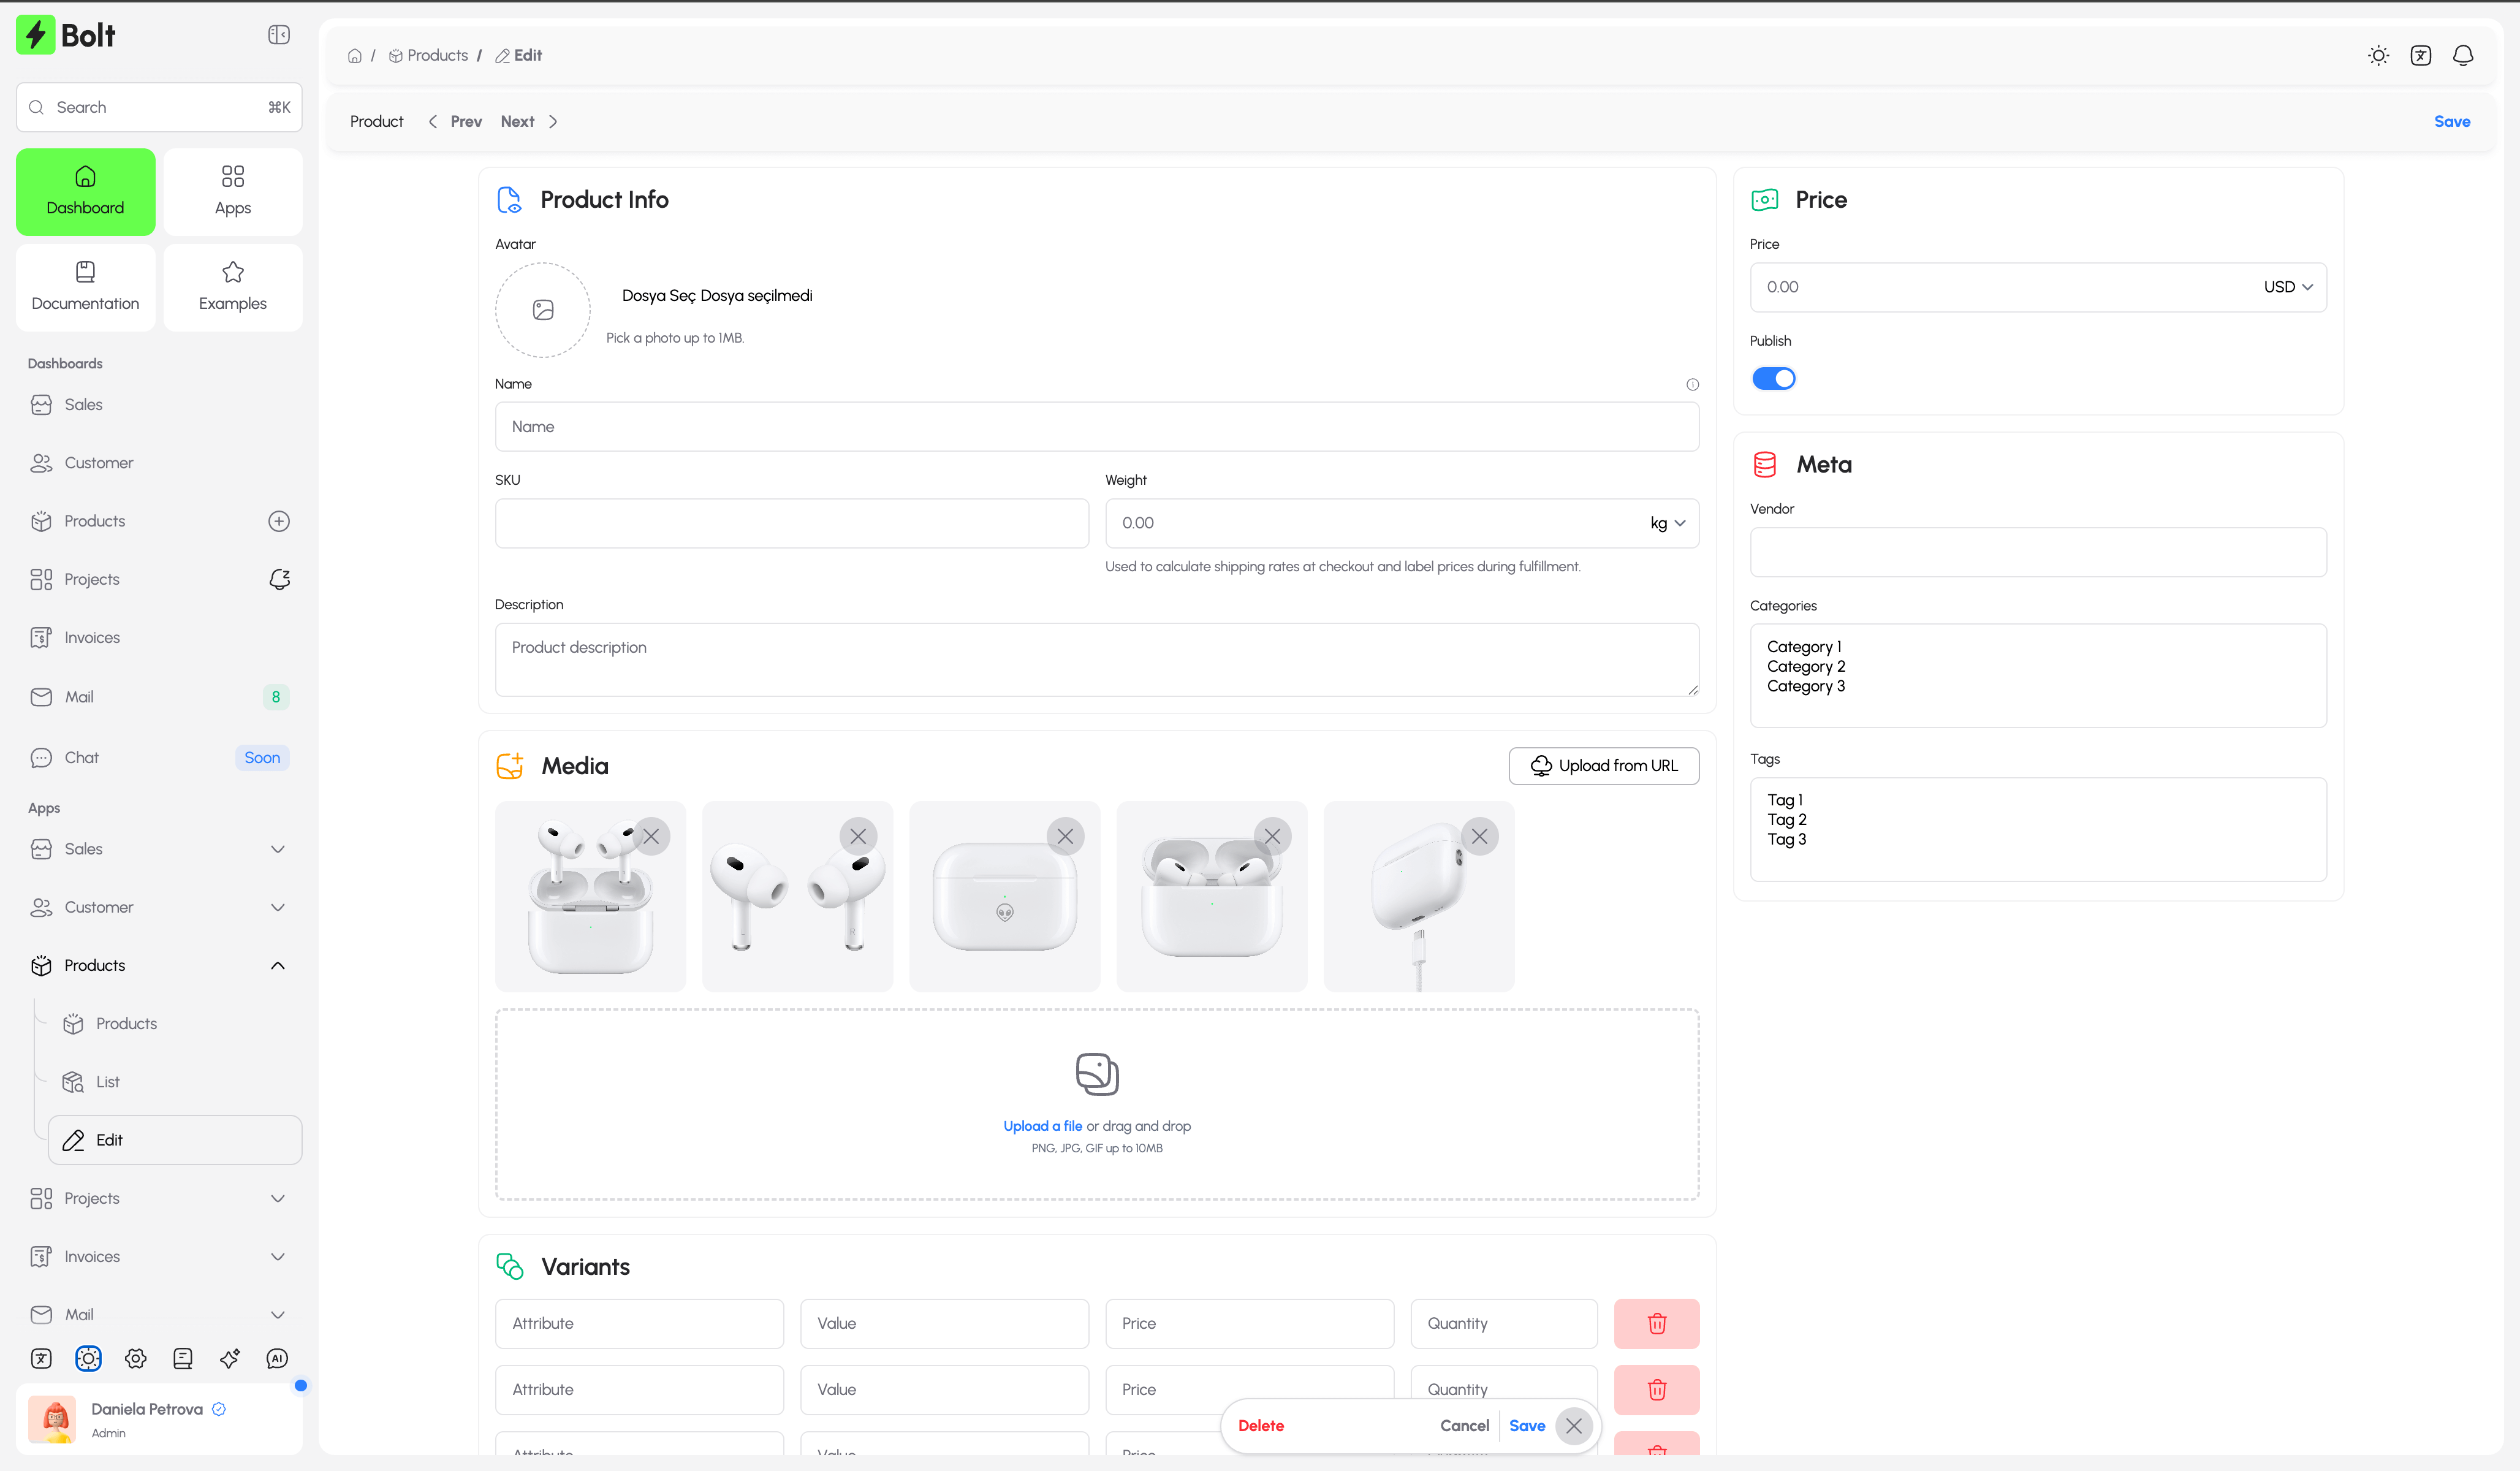 Bolt
Search ⌘K
Dashboard
Apps
Documentation
Examples
Dashboards
Sales
Customer
Products
Projects
Invoices
Mail 8
Chat Soon
Apps
Sales
Customer
Products
Products
List
Edit
Projects
Invoices
Mail
AI
Daniela Petrova
Admin
/ Products / Edit
Product Prev Next Save
Product Info
Avatar
Dosya Seç Dosya seçilmedi
Pick a photo up to 1MB.
Name
Name
SKU
Weight
0.00 kg
Used to calculate shipping rates at checkout and label prices during fulfillment.
Description
Product description
Media
Upload from URL
Upload a file or drag and drop
PNG, JPG, GIF up to 10MB
Variants
Attribute Value Price Quantity
Attribute Value Price Quantity
Attribute Value Price
Delete Cancel Save
Price
Price
0.00 USD
Publish
Meta
Vendor
Categories
Category 1
Category 2
Category 3
Tags
Tag 1
Tag 2
Tag 3